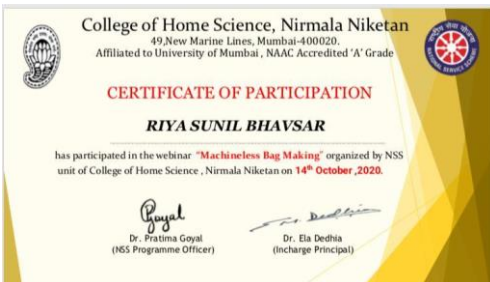 College of Home Science, Nirmala Niketan
49,New Marine Lines, Mumbai-400020.
Affiliated to University of Mumbai , NAAC Accredited 'A' Grade
CERTIFICATE OF PARTICIPATION
RIYA SUNIL BHAVSAR
has participated in the webinar "Machineless Bag Making" organized by NSS
unit of College of Home Science , Nirmala Niketan on 14th October ,2020.
Goyal
Dr. Pratima Goyal
(NSS Programme Officer)
Dr. Ela Dedhia
(Incharge Principal)